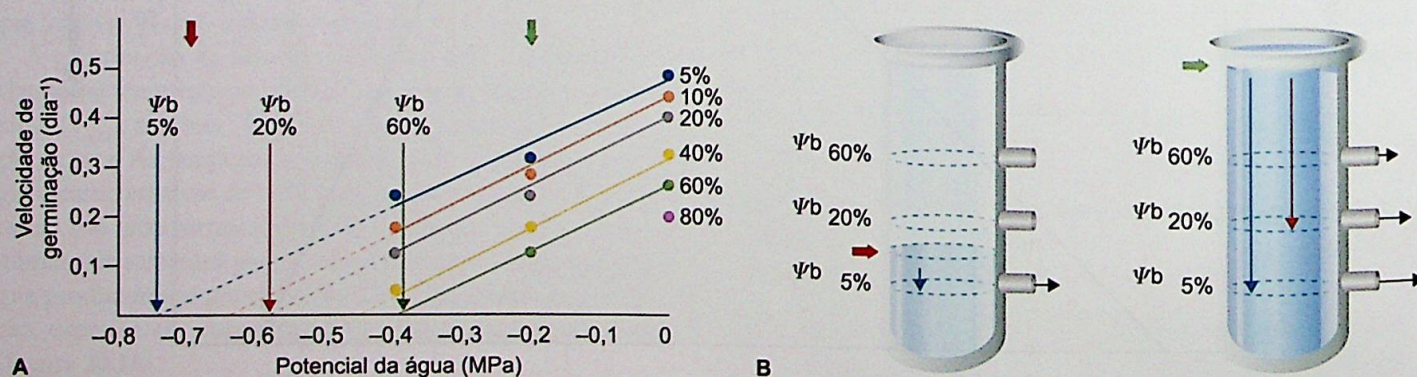 Velocidade de
germinação (dia⁻¹)
0,5
0,4
0,3
0,2
0,1
Ψb
5%
Ψb
20%
Ψb
60%
5%
10%
20%
40%
60%
80%
–0,8 –0,7 –0,6 –0,5 –0,4 –0,3 –0,2 –0,1 0
Potencial da água (MPa)
A
Ψb 60%
Ψb 20%
Ψb 5%
Ψb 60%
Ψb 20%
Ψb 5%
B